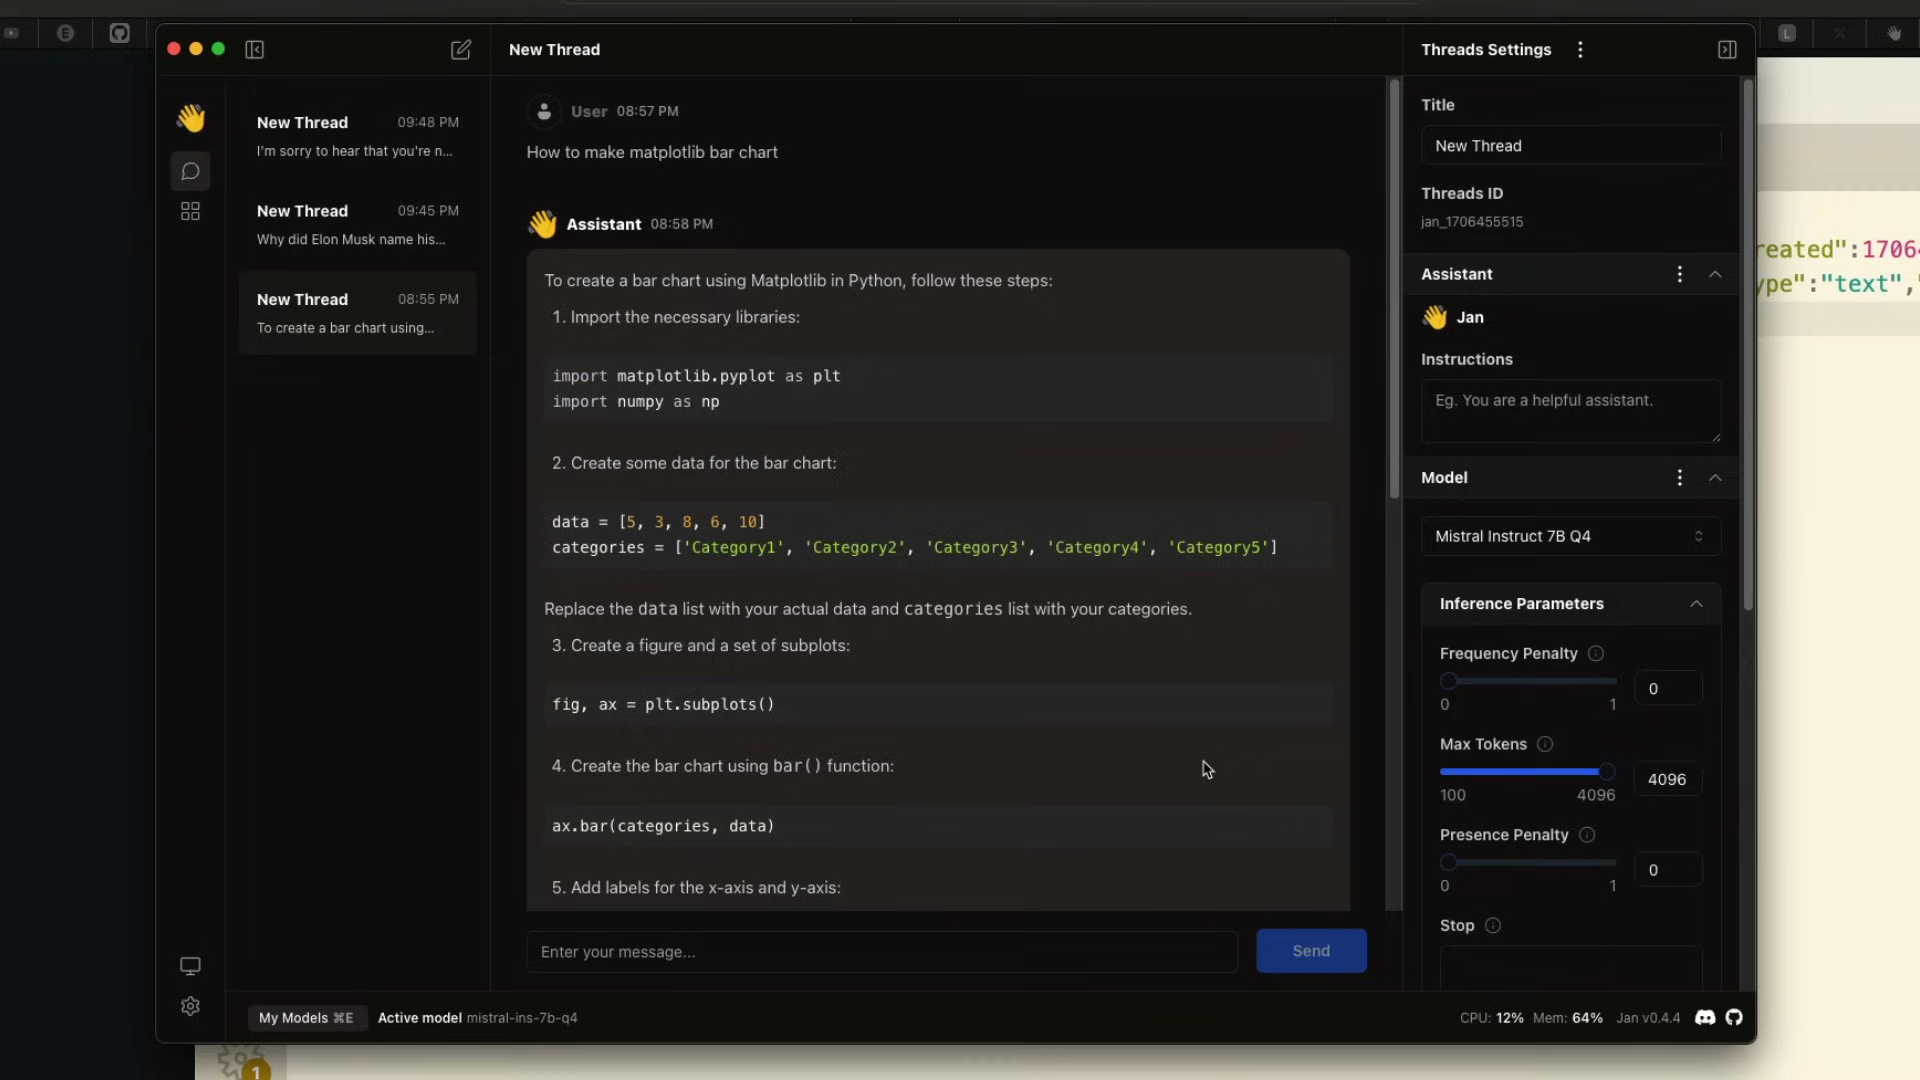 E
L
New Thread
Threads Settings
New Thread 09:48 PM
I'm sorry to hear that you're n...
New Thread 09:45 PM
Why did Elon Musk name his...
New Thread 08:55 PM
To create a bar chart using...
User 08:57 PM
How to make matplotlib bar chart
Assistant 08:58 PM
To create a bar chart using Matplotlib in Python, follow these steps:
1. Import the necessary libraries:
import matplotlib.pyplot as plt
import numpy as np
2. Create some data for the bar chart:
data = [5, 3, 8, 6, 10]
categories = ['Category1', 'Category2', 'Category3', 'Category4', 'Category5']
Replace the data list with your actual data and categories list with your categories.
3. Create a figure and a set of subplots:
fig, ax = plt.subplots()
4. Create the bar chart using bar() function:
ax.bar(categories, data)
5. Add labels for the x-axis and y-axis:
Enter your message...
Send
Title
New Thread
Threads ID
jan_1706455515
Assistant
Jan
Instructions
Eg. You are a helpful assistant.
Model
Mistral Instruct 7B Q4
Inference Parameters
Frequency Penalty
0
0 1
Max Tokens
4096
100 4096
Presence Penalty
0
0 1
Stop
My Models ⌘E Active model mistral-ins-7b-q4
CPU: 12% Mem: 64% Jan v0.4.4
reated":1706
ype":"text",
1